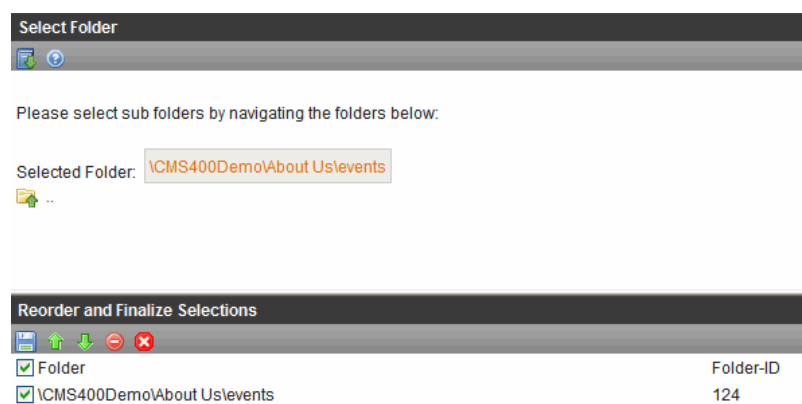 Select Folder
Please select sub folders by navigating the folders below:
Selected Folder: \CMS400Demo\About Us\events
..
Reorder and Finalize Selections
Folder Folder-ID
\CMS400Demo\About Us\events 124